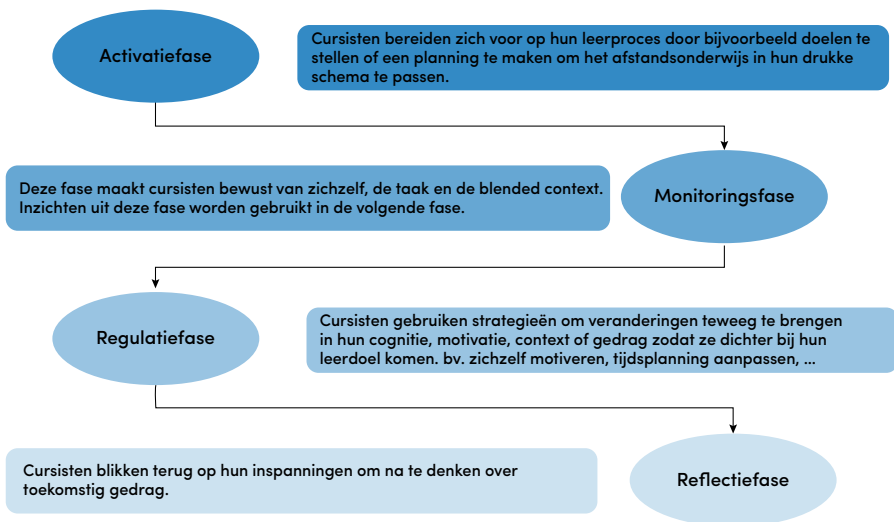 Activatiefase
Cursisten bereiden zich voor op hun leerproces door bijvoorbeeld doelen te
stellen of een planning te maken om het afstandsonderwijs in hun drukke
schema te passen.
Deze fase maakt cursisten bewust van zichzelf, de taak en de blended context.
Inzichten uit deze fase worden gebruikt in de volgende fase.
Monitoringsfase
Regulatiefase
Cursisten gebruiken strategieën om veranderingen teweeg te brengen
in hun cognitie, motivatie, context of gedrag zodat ze dichter bij hun
leerdoel komen. bv. zichzelf motiveren, tijdsplanning aanpassen, ...
Cursisten blikken terug op hun inspanningen om na te denken over
toekomstig gedrag.
Reflectiefase